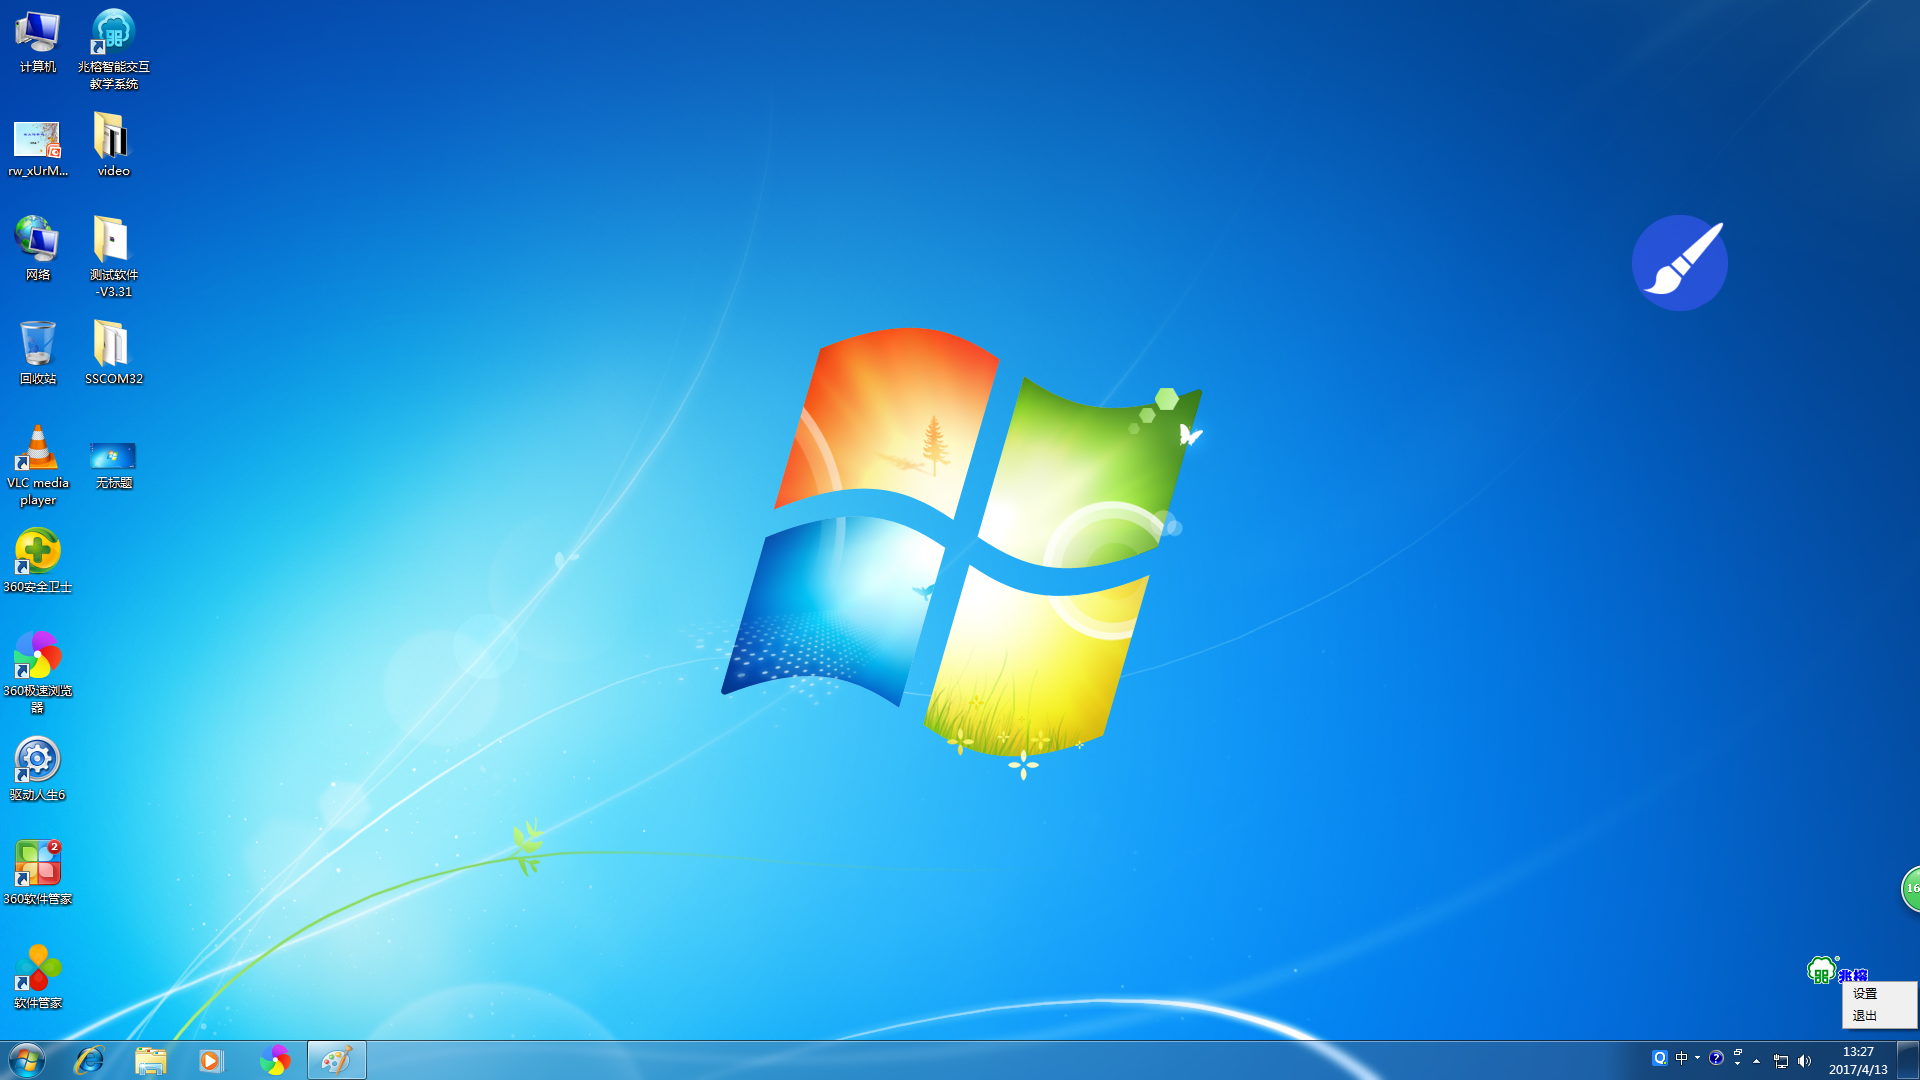 计算机
兆榕智能交互
教学系统
rw_xUrM...
video
网络
测试软件
-V3.31
回收站
SSCOM32
VLC media
player
无标题
360安全卫士
360极速浏览
器
驱动人生6
2
360软件管家
软件管家
16
兆榕
设置
退出
中
13:27
2017/4/13